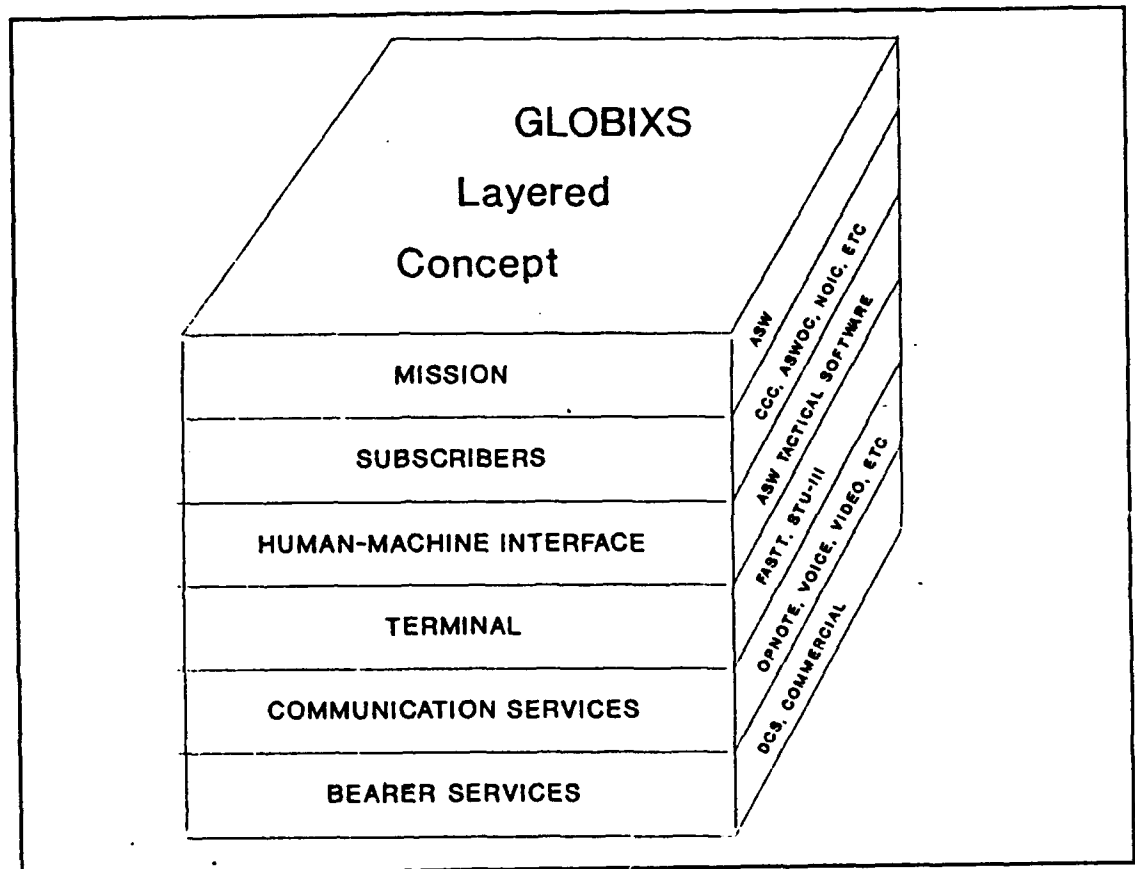 GLOBIXS
Layered
Concept
MISSION
SUBSCRIBERS
HUMAN-MACHINE INTERFACE
TERMINAL
COMMUNICATION SERVICES
BEARER SERVICES
ASW
CCC, ASWOC, NOIC, ETC
ASW TACTICAL SOFTWARE
FASTT, STU-III
OPNOTE, VOICE, VIDEO, ETC
DCS, COMMERCIAL